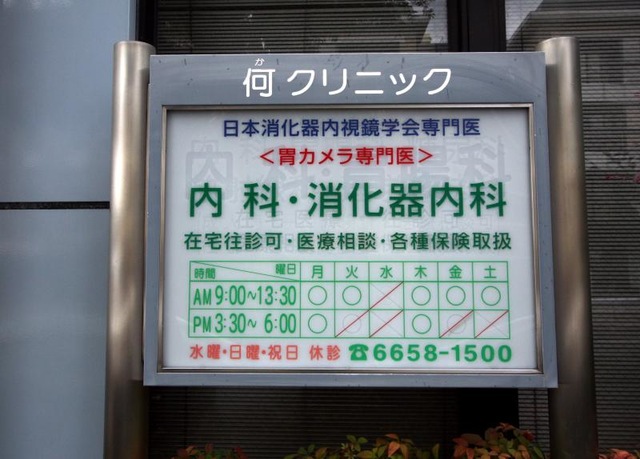 か
何 クリニック
日本消化器内視鏡学会専門医
<胃カメラ専門医>
内 科・消化器内科
在宅往診可・医療相談・各種保険取扱
時間 曜日 月 火 水 木 金 土
AM 9:00~13:30 ○ ○ ／ ○ ○ ○
PM 3:30~ 6:00 ○ ／ ／ ○ ／ ／
水曜・日曜・祝日 休診 ☎6658-1500